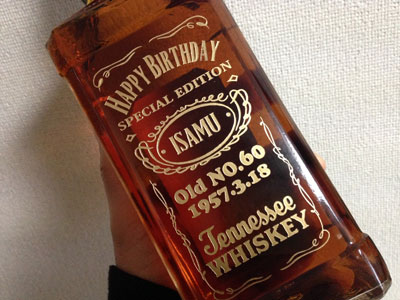 HAPPY BIRTHDAY
SPECIAL EDITION
ISAMU
Old NO.60
1957.3.18
Tennessee
WHISKEY